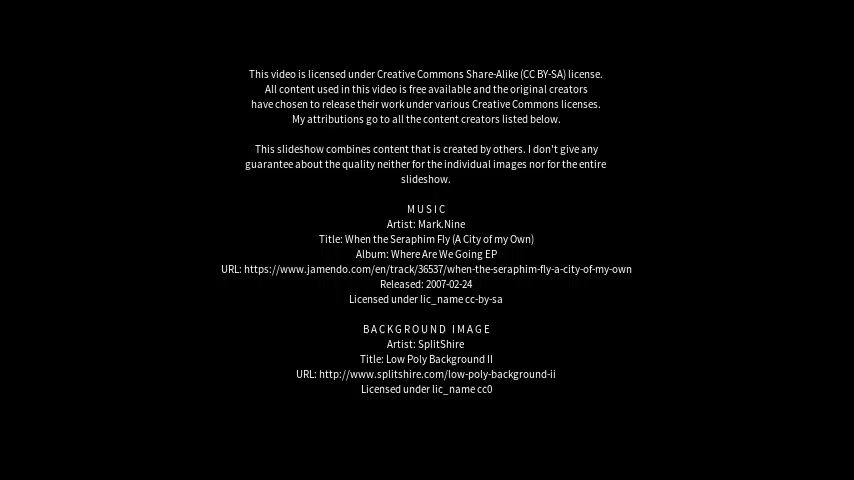 This video is licensed under Creative Commons Share-Alike (CC BY-SA) license.
All content used in this video is free available and the original creators
have chosen to release their work under various Creative Commons licenses.
My attributions go to all the content creators listed below.
This slideshow combines content that is created by others. I don't give any
guarantee about the quality neither for the individual images nor for the entire
slideshow.
MUSIC
Artist: Mark.Nine
Title: When the Seraphim Fly (A City of my Own)
Album: Where Are We Going EP
URL: https://www.jamendo.com/en/track/36537/when-the-seraphim-fly-a-city-of-my-own
Released: 2007-02-24
Licensed under lic_name cc-by-sa
BACKGROUND IMAGE
Artist: SplitShire
Title: Low Poly Background II
URL: http://www.splitshire.com/low-poly-background-ii
Licensed under lic_name cc0